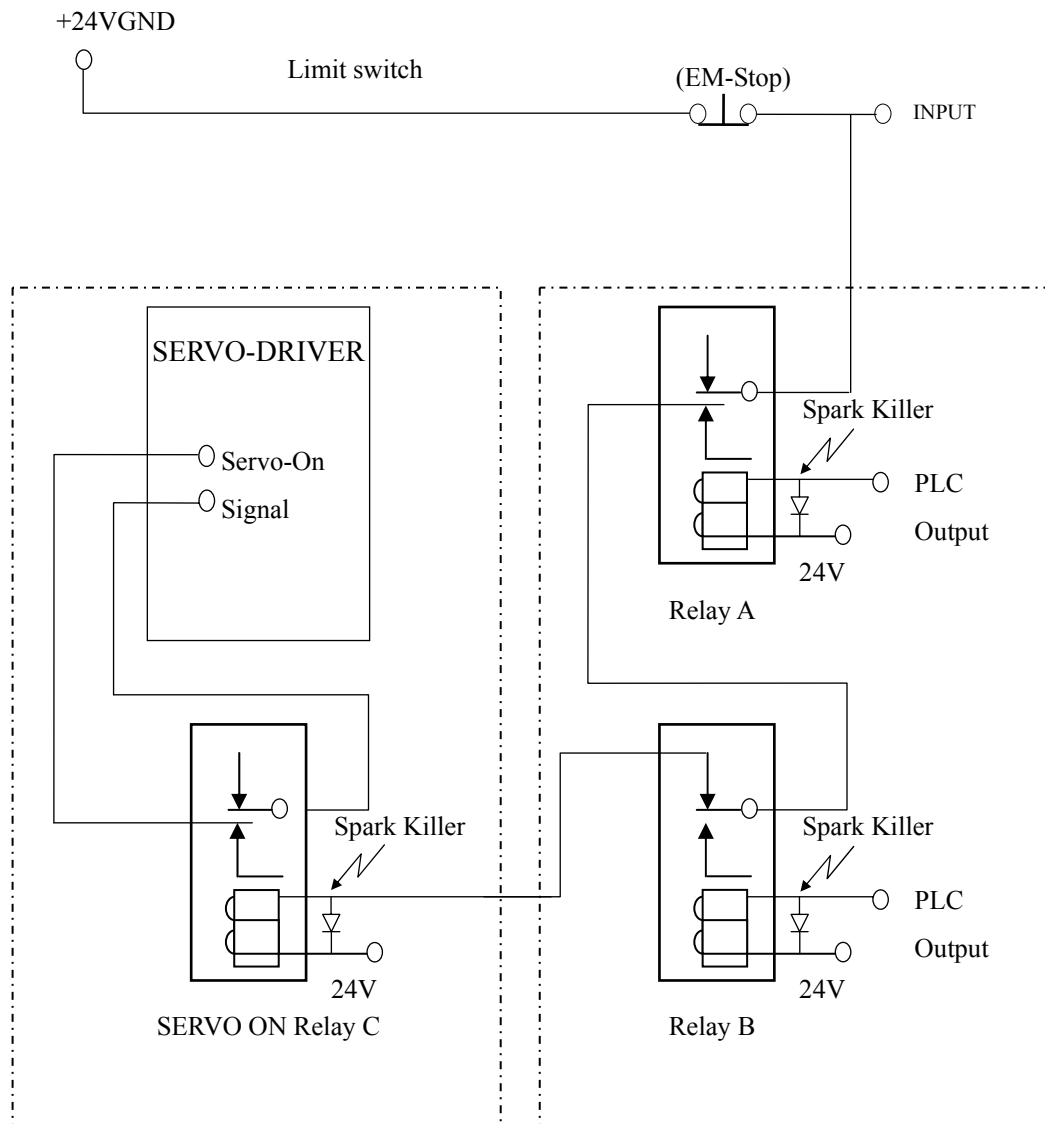 +24VGND
Limit switch
(EM-Stop)
INPUT
SERVO-DRIVER
Servo-On
Signal
Spark Killer
PLC
Output
24V
Relay A
Spark Killer
24V
SERVO ON Relay C
Spark Killer
PLC
Output
24V
Relay B